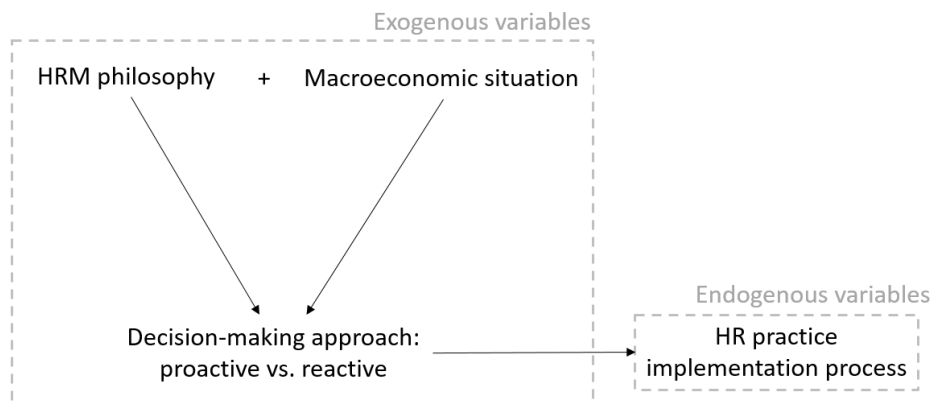 Exogenous variables
HRM philosophy + Macroeconomic situation
Decision-making approach:
proactive vs. reactive
Endogenous variables
HR practice
implementation process